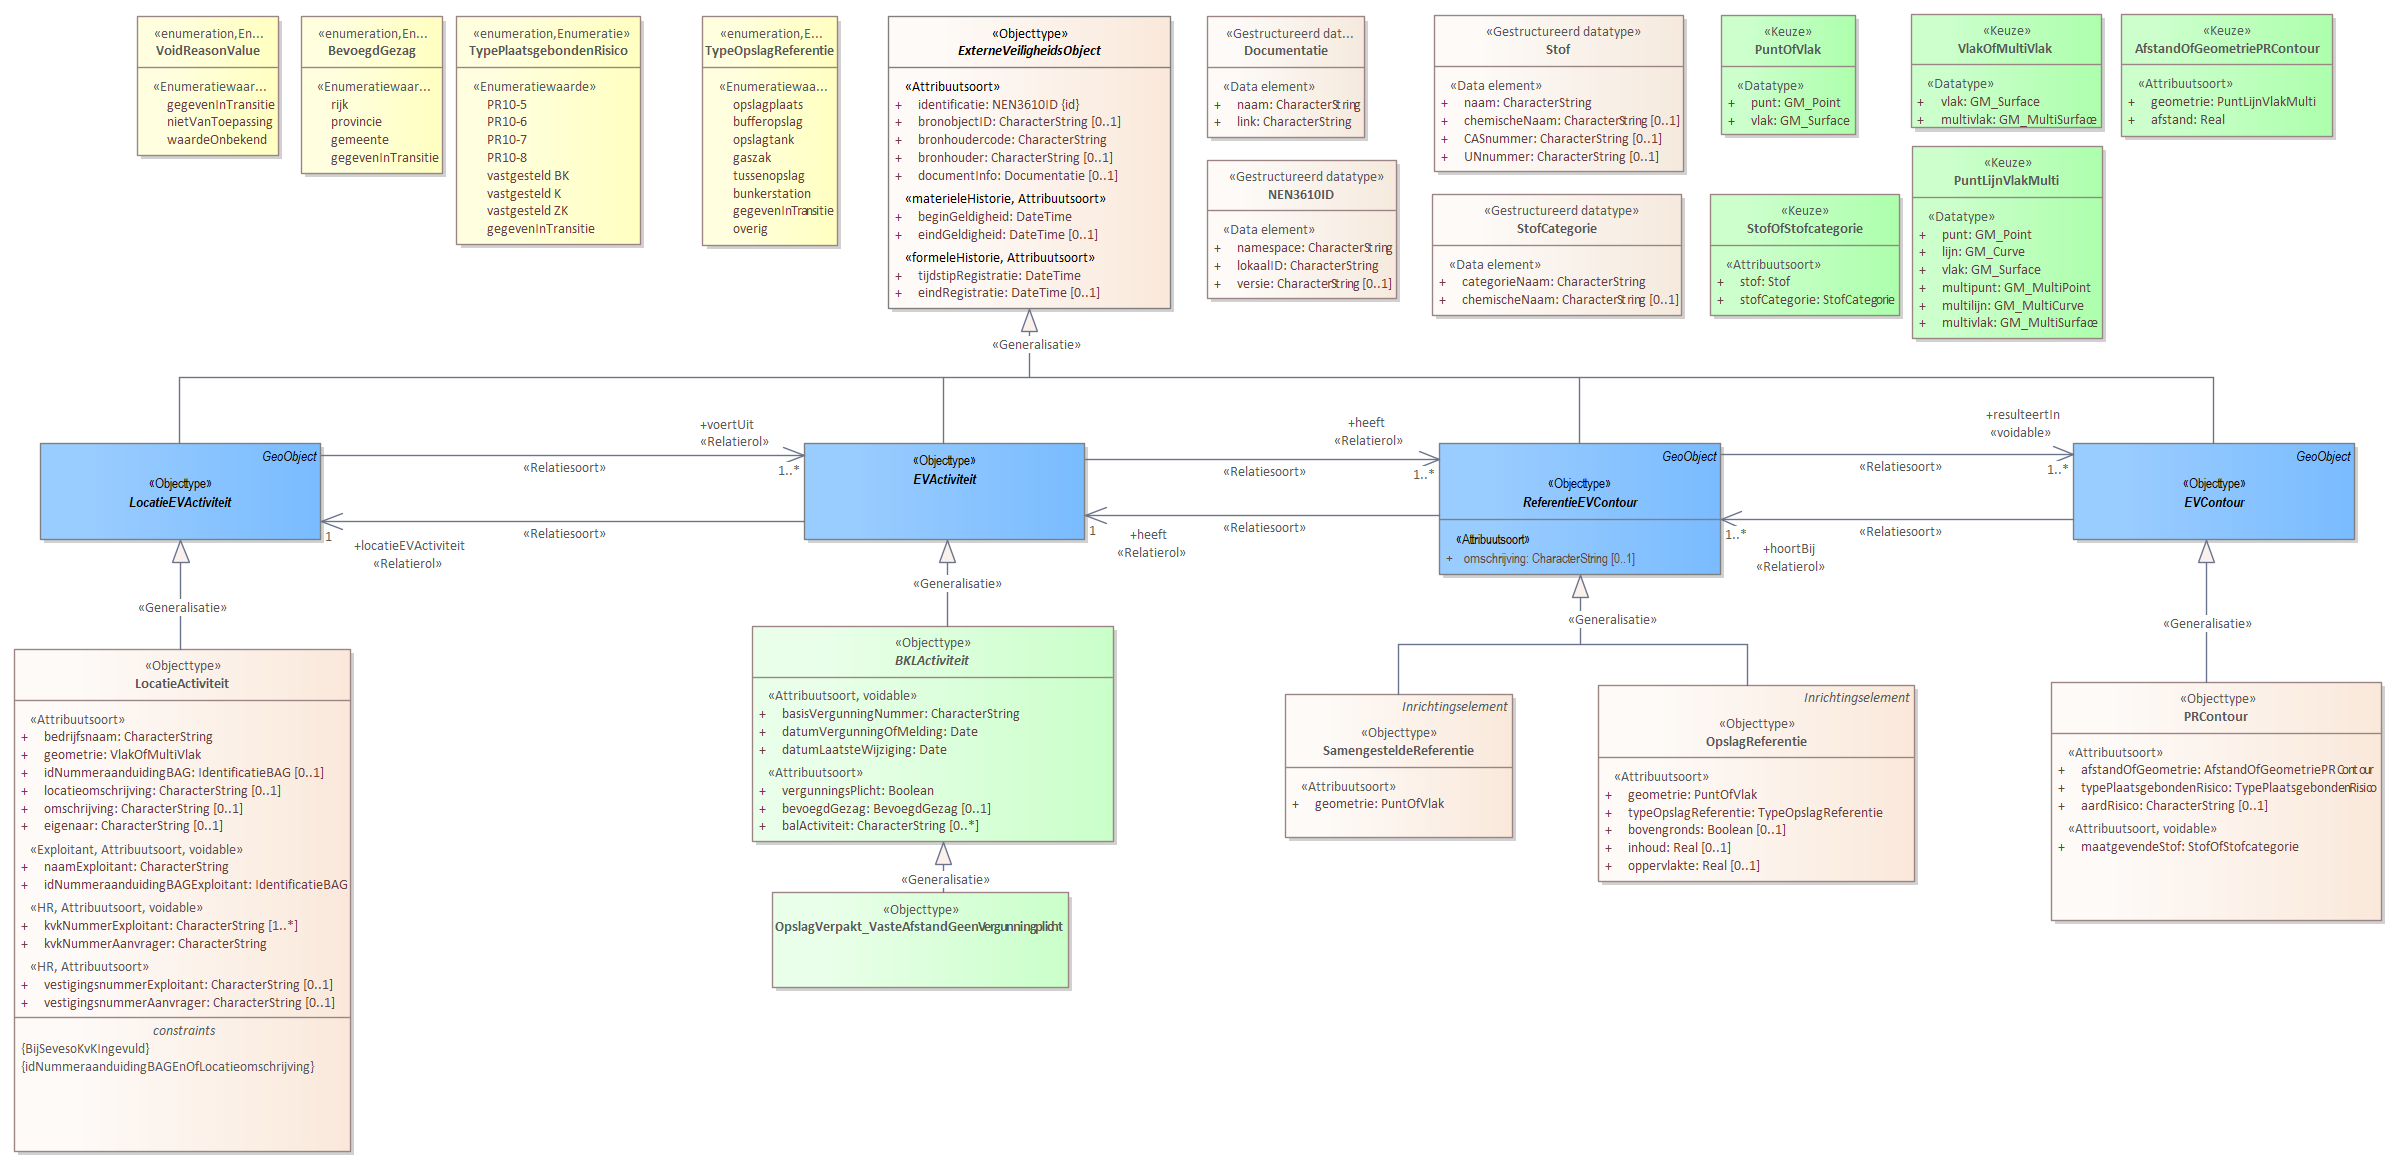 «enumeration,En...
VoidReasonValue
«Enumeratiewaar...
gegevenInTransitie
nietVanToepassing
waardeOnbekend
«enumeration,En...
BevoegdGezag
«Enumeratiewaar...
rijk
provincie
gemeente
gegevenInTransitie
«enumeration,Enumeratie»
TypePlaatsgebondenRisico
«Enumeratiewaarde»
PR10-5
PR10-6
PR10-7
PR10-8
vastgesteld BK
vastgesteld K
vastgesteld ZK
gegevenInTransitie
«enumeration,E...
TypeOpslagReferentie
«Enumeratiewaa...
opslagplaats
bufferopslag
opslagtank
gaszak
tussenopslag
bunkerstation
gegevenInTransitie
overig
«Objecttype»
ExterneVeiligheidsObject
«Attribuutsoort»
+ identificatie: NEN3610ID {id}
+ bronobjectID: CharacterString [0..1]
+ bronhoudercode: CharacterString
+ bronhouder: CharacterString [0..1]
+ documentInfo: Documentatie [0..1]
«materieleHistorie, Attribuutsoort»
+ beginGeldigheid: DateTime
+ eindGeldigheid: DateTime [0..1]
«formeleHistorie, Attribuutsoort»
+ tijdstipRegistratie: DateTime
+ eindRegistratie: DateTime [0..1]
«Gestructureerd dat...
Documentatie
«Data element»
+ naam: CharacterString
+ link: CharacterString
«Gestructureerd datatype»
NEN3610ID
«Data element»
+ namespace: CharacterString
+ lokaalID: CharacterString
+ versie: CharacterString [0..1]
«Gestructureerd datatype»
Stof
«Data element»
+ naam: CharacterString
+ chemischeNaam: CharacterString [0..1]
+ CASnummer: CharacterString [0..1]
+ UNnummer: CharacterString [0..1]
«Gestructureerd datatype»
StofCategorie
«Data element»
+ categorieNaam: CharacterString
+ chemischeNaam: CharacterString [0..1]
«Keuze»
PuntOfVlak
«Datatype»
+ punt: GM_Point
+ vlak: GM_Surface
«Keuze»
StofOfStofcategorie
«Attribuutsoort»
+ stof: Stof
+ stofCategorie: StofCategorie
«Keuze»
VlakOfMultiVlak
«Datatype»
+ vlak: GM_Surface
+ multivlak: GM_MultiSurface
«Keuze»
PuntLijnVlakMulti
«Datatype»
+ punt: GM_Point
+ lijn: GM_Curve
+ vlak: GM_Surface
+ multipunt: GM_MultiPoint
+ multilijn: GM_MultiCurve
+ multivlak: GM_MultiSurface
«Keuze»
AfstandOfGeometriePRContour
«Attribuutsoort»
+ geometrie: PuntLijnVlakMulti
+ afstand: Real
«Generalisatie»
GeoObject
«Objecttype»
LocatieEVActiviteit
+voertUit
«Relatierol»
1..*
«Relatiesoort»
«Relatiesoort»
1
+locatieEVActiviteit
«Relatierol»
«Objecttype»
EVActiviteit
+heeft
«Relatierol»
1..*
«Relatiesoort»
«Relatiesoort»
1
+heeft
«Relatierol»
GeoObject
«Objecttype»
ReferentieEVContour
«Attribuutsoort»
+ omschrijving: CharacterString [0..1]
+resulteertIn
«voidable»
1..*
«Relatiesoort»
«Relatiesoort»
1..*
+hoortBij
«Relatierol»
GeoObject
«Objecttype»
EVContour
«Generalisatie»
«Generalisatie»
«Generalisatie»
«Generalisatie»
«Objecttype»
LocatieActiviteit
«Attribuutsoort»
+ bedrijfsnaam: CharacterString
+ geometrie: VlakOfMultiVlak
+ idNummeraanduidingBAG: IdentificatieBAG [0..1]
+ locatieomschrijving: CharacterString [0..1]
+ omschrijving: CharacterString [0..1]
+ eigenaar: CharacterString [0..1]
«Exploitant, Attribuutsoort, voidable»
+ naamExploitant: CharacterString
+ idNummeraanduidingBAGExploitant: IdentificatieBAG
«HR, Attribuutsoort, voidable»
+ kvkNummerExploitant: CharacterString [1..*]
+ kvkNummerAanvrager: CharacterString
«HR, Attribuutsoort»
+ vestigingsnummerExploitant: CharacterString [0..1]
+ vestigingsnummerAanvrager: CharacterString [0..1]
constraints
{BijSevesoKvKIngevuld}
{idNummeraanduidingBAGEnOfLocatieomschrijving}
«Objecttype»
BKLActiviteit
«Attribuutsoort, voidable»
+ basisVergunningNummer: CharacterString
+ datumVergunningOfMelding: Date
+ datumLaatsteWijziging: Date
«Attribuutsoort»
+ vergunningsPlicht: Boolean
+ bevoegdGezag: BevoegdGezag [0..1]
+ balActiviteit: CharacterString [0..*]
«Generalisatie»
«Objecttype»
OpslagVerpakt_VasteAfstandGeenVergunningplicht
Inrichtingselement
«Objecttype»
SamengesteldeReferentie
«Attribuutsoort»
+ geometrie: PuntOfVlak
Inrichtingselement
«Objecttype»
OpslagReferentie
«Attribuutsoort»
+ geometrie: PuntOfVlak
+ typeOpslagReferentie: TypeOpslagReferentie
+ bovengronds: Boolean [0..1]
+ inhoud: Real [0..1]
+ oppervlakte: Real [0..1]
«Objecttype»
PRContour
«Attribuutsoort»
+ afstandOfGeometrie: AfstandOfGeometriePRContour
+ typePlaatsgebondenRisico: TypePlaatsgebondenRisico
+ aardRisico: CharacterString [0..1]
«Attribuutsoort, voidable»
+ maatgevendeStof: StofOfStofcategorie